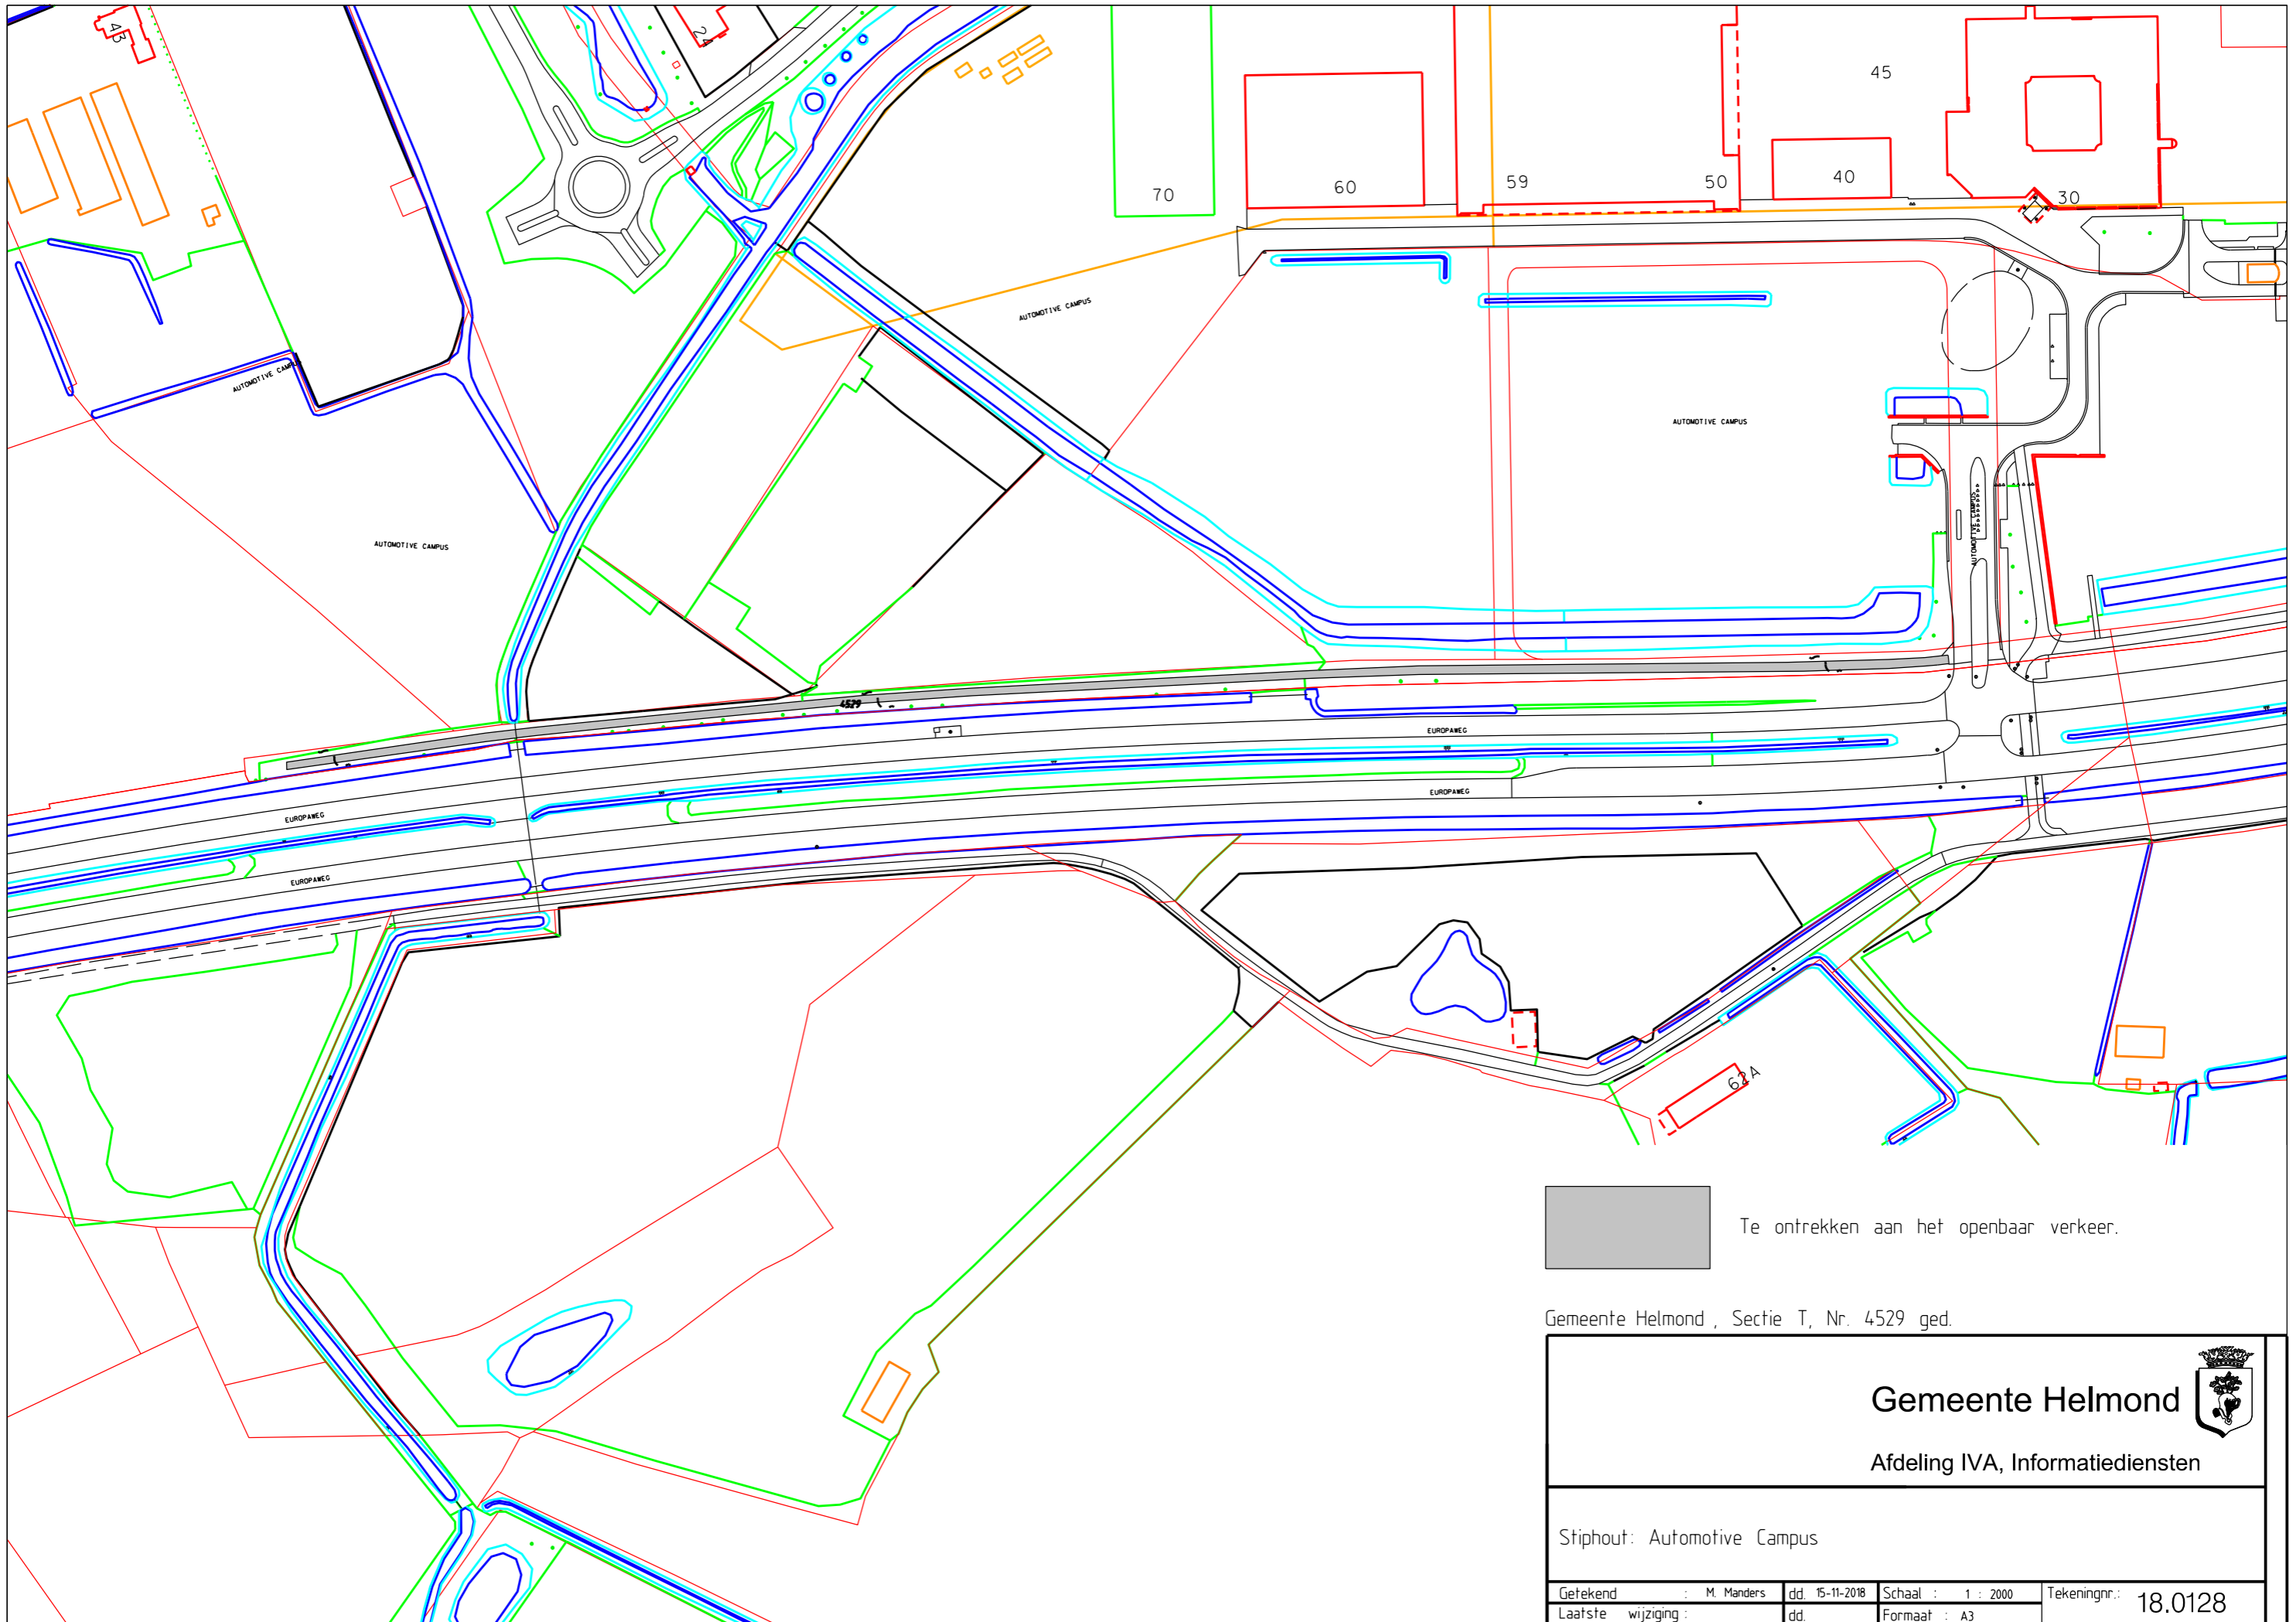 43
24
45
70
60
59
50
40
30
AUTOMOTIVE CAMPUS
AUTOMOTIVE CAMPUS
AUTOMOTIVE CAMPUS
AUTOMOTIVE CAMPUS
AUTOMOTIVE CAMPUS
4529
EUROPAWEG
EUROPAWEG
EUROPAWEG
EUROPAWEG
62A
Te ontrekken aan het openbaar verkeer.
Gemeente Helmond , Sectie T, Nr. 4529 ged.
Gemeente Helmond
Afdeling IVA, Informatiediensten
Stiphout: Automotive Campus
Getekend : M. Manders dd. 15-11-2018 Schaal : 1 : 2000 Tekeningnr.: 18.0128
Laatste wijziging : dd. Formaat : A3